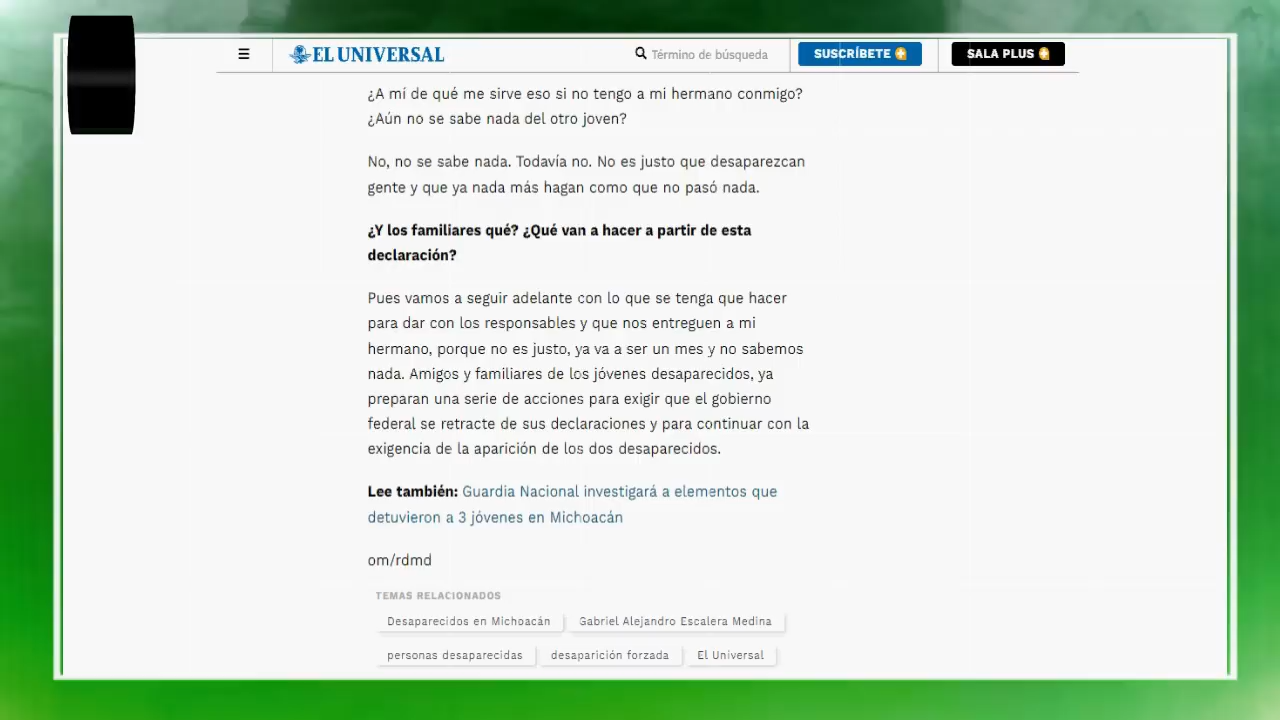 EL UNIVERSAL
Término de búsqueda
SUSCRÍBETE
SALA PLUS
¿A mí de qué me sirve eso si no tengo a mi hermano conmigo?
¿Aún no se sabe nada del otro joven?
No, no se sabe nada. Todavía no. No es justo que desaparezcan
gente y que ya nada más hagan como que no pasó nada.
¿Y los familiares qué? ¿Qué van a hacer a partir de esta
declaración?
Pues vamos a seguir adelante con lo que se tenga que hacer
para dar con los responsables y que nos entreguen a mi
hermano, porque no es justo, ya va a ser un mes y no sabemos
nada. Amigos y familiares de los jóvenes desaparecidos, ya
preparan una serie de acciones para exigir que el gobierno
federal se retracte de sus declaraciones y para continuar con la
exigencia de la aparición de los dos desaparecidos.
Lee también: Guardia Nacional investigará a elementos que
detuvieron a 3 jóvenes en Michoacán
om/rdmd
TEMAS RELACIONADOS
Desaparecidos en Michoacán
Gabriel Alejandro Escalera Medina
personas desaparecidas
desaparición forzada
El Universal